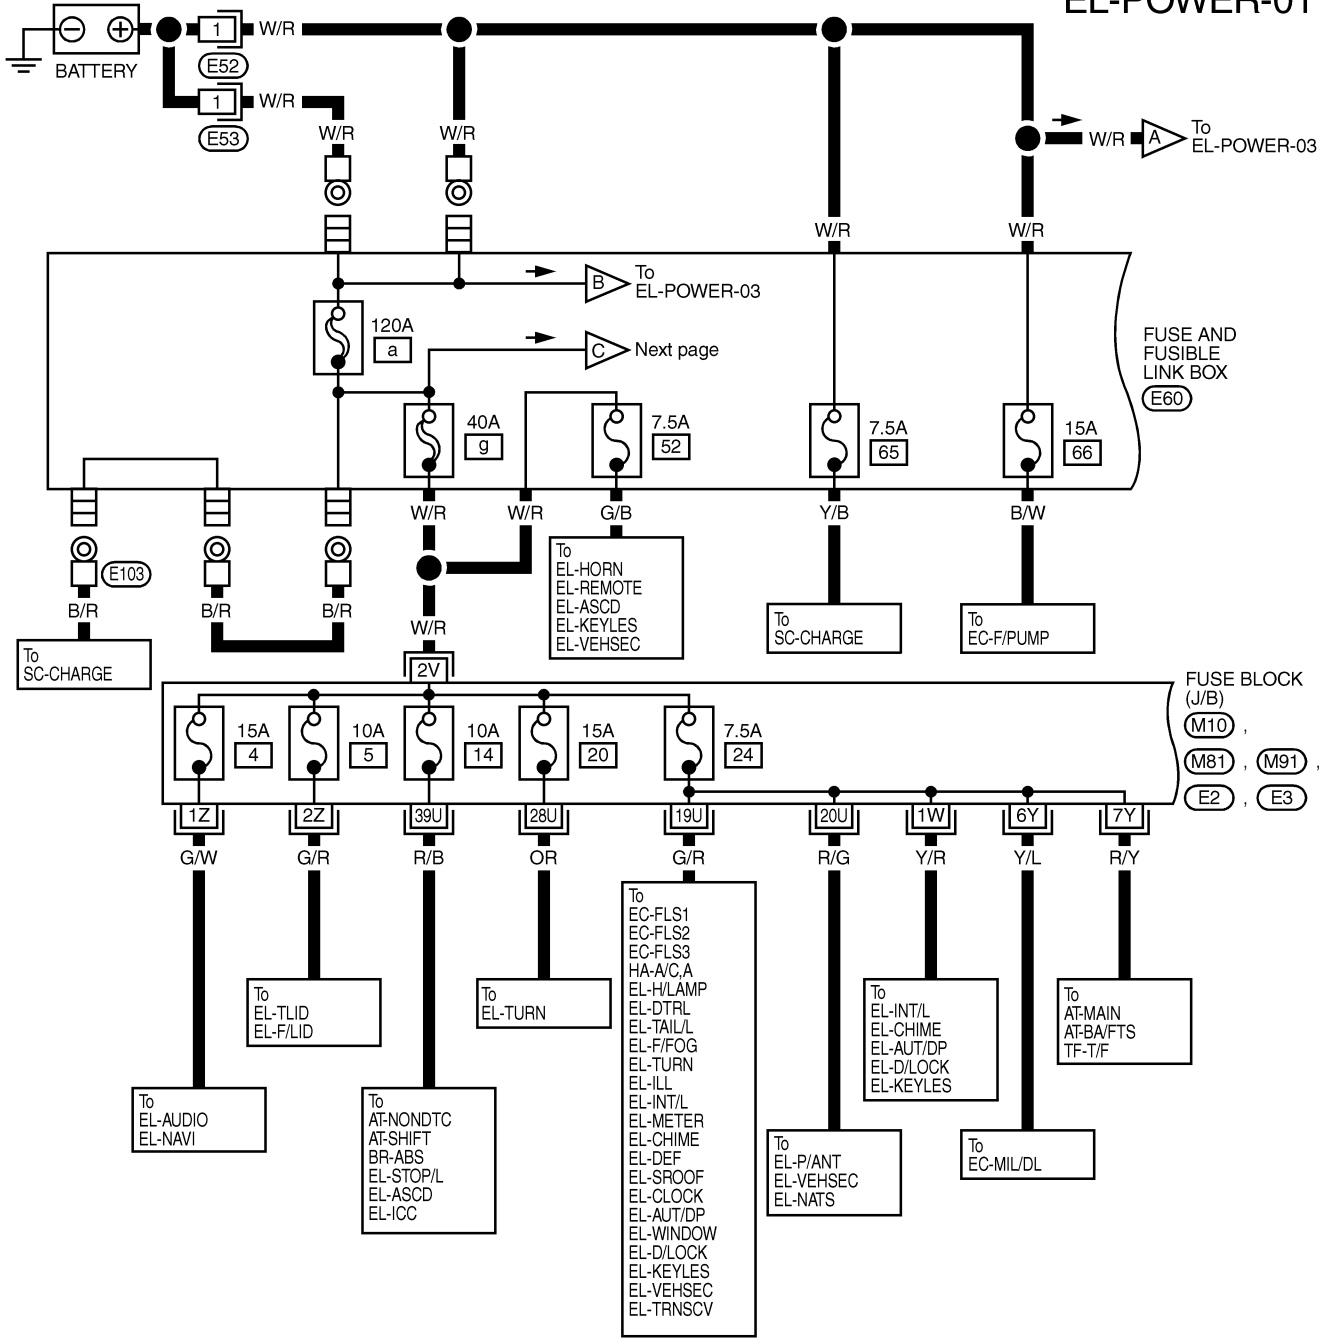 EL-POWER-01
1
W/R
BATTERY
E52
1
W/R
E53
W/R
W/R
W/R
A
To
EL-POWER-03
W/R
W/R
B
To
EL-POWER-03
120A
a
C
Next page
FUSE AND
FUSIBLE
LINK BOX
E60
40A
g
7.5A
52
7.5A
65
15A
66
W/R
W/R
G/B
Y/B
B/W
E103
B/R
B/R
B/R
To
SC-CHARGE
W/R
2V
To
EL-HORN
EL-REMOTE
EL-ASCD
EL-KEYLES
EL-VEHSEC
To
SC-CHARGE
To
EC-F/PUMP
FUSE BLOCK
(J/B)
M10 ,
M81 , M91 ,
E2 , E3
15A
4
10A
5
10A
14
15A
20
7.5A
24
1Z
2Z
39U
28U
19U
20U
1W
6Y
7Y
G/W
G/R
R/B
OR
G/R
R/G
Y/R
Y/L
R/Y
To
EL-AUDIO
EL-NAVI
To
EL-TLID
EL-F/LID
To
AT-NONDTC
AT-SHIFT
BR-ABS
EL-STOP/L
EL-ASCD
EL-ICC
To
EL-TURN
To
EC-FLS1
EC-FLS2
EC-FLS3
HA-A/C,A
EL-H/LAMP
EL-DTRL
EL-TAIL/L
EL-F/FOG
EL-TURN
EL-ILL
EL-INT/L
EL-METER
EL-CHIME
EL-DEF
EL-SROOF
EL-CLOCK
EL-AUT/DP
EL-WINDOW
EL-D/LOCK
EL-KEYLES
EL-VEHSEC
EL-TRNSCV
To
EL-P/ANT
EL-VEHSEC
EL-NATS
To
EL-INT/L
EL-CHIME
EL-AUT/DP
EL-D/LOCK
EL-KEYLES
To
EC-MIL/DL
To
AT-MAIN
AT-BA/FTS
TF-T/F